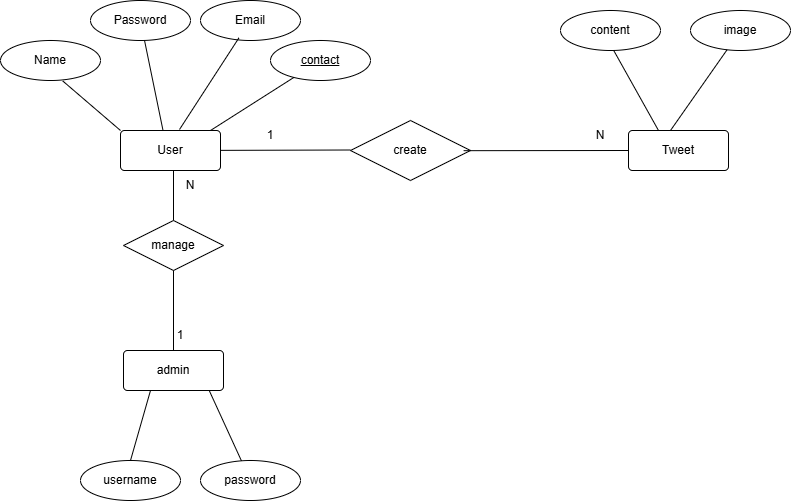 Password
Email
Name
contact
content
image
User
1
create
N
Tweet
N
manage
1
admin
username
password